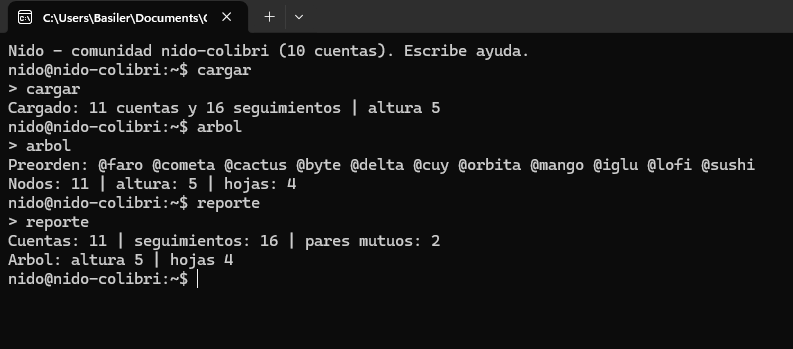 C:\Users\Basiler\Documents\C
Nido - comunidad nido-colibri (10 cuentas). Escribe ayuda.
nido@nido-colibri:~$ cargar
> cargar
Cargado: 11 cuentas y 16 seguimientos | altura 5
nido@nido-colibri:~$ arbol
> arbol
Preorden: @faro @cometa @cactus @byte @delta @cuy @orbita @mango @iglu @lofi @sushi
Nodos: 11 | altura: 5 | hojas: 4
nido@nido-colibri:~$ reporte
> reporte
Cuentas: 11 | seguimientos: 16 | pares mutuos: 2
Arbol: altura 5 | hojas 4
nido@nido-colibri:~$